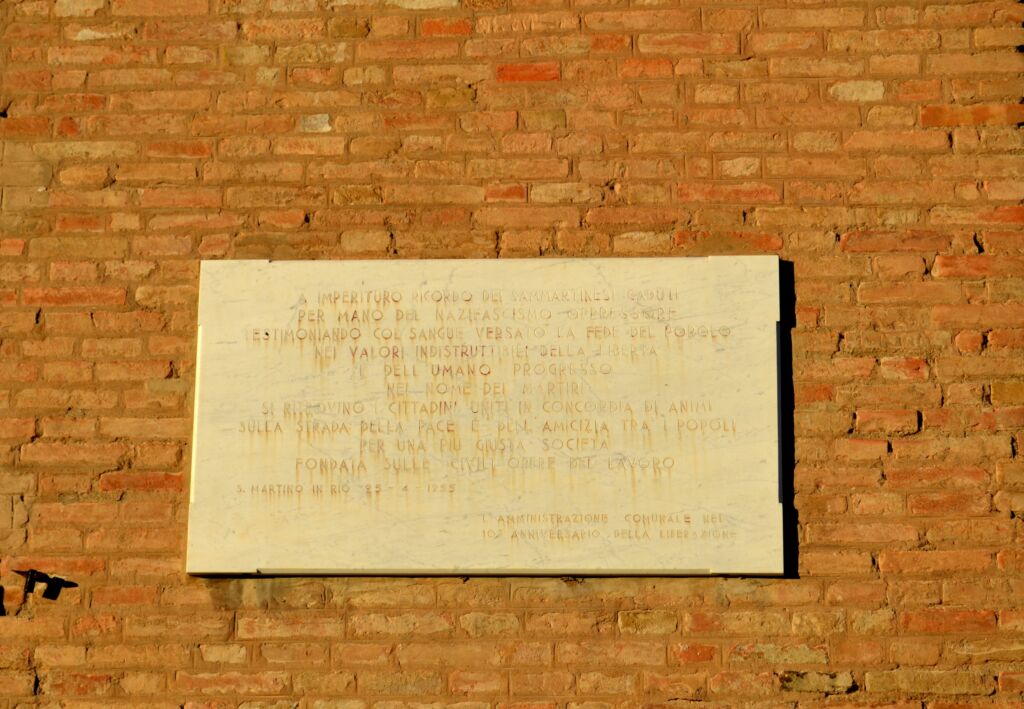 A IMPERITURO RICORDO DEI SAMMARTINESI CADUTI
PER MANO DEL NAZIFASCISMO OPPRESSORE
TESTIMONIANDO COL SANGUE VERSATO LA FEDE DEL POPOLO
NEI VALORI INDISTRUTTIBILI DELLA LIBERTA
E DELL'UMANO PROGRESSO
NEL NOME DEI MARTIRI
SI RITROVINO I CITTADINI UNITI IN CONCORDIA DI ANIMI
SULLA STRADA DELLA PACE E DELL'AMICIZIA TRA I POPOLI
PER UNA PIÙ GIUSTA SOCIETÀ
FONDATA SULLE CIVILI OPERE DEL LAVORO
S. MARTINO IN RIO 25 - 4 - 1955
L'AMMINISTRAZIONE COMUNALE NEL
10° ANNIVERSARIO DELLA LIBERAZIONE